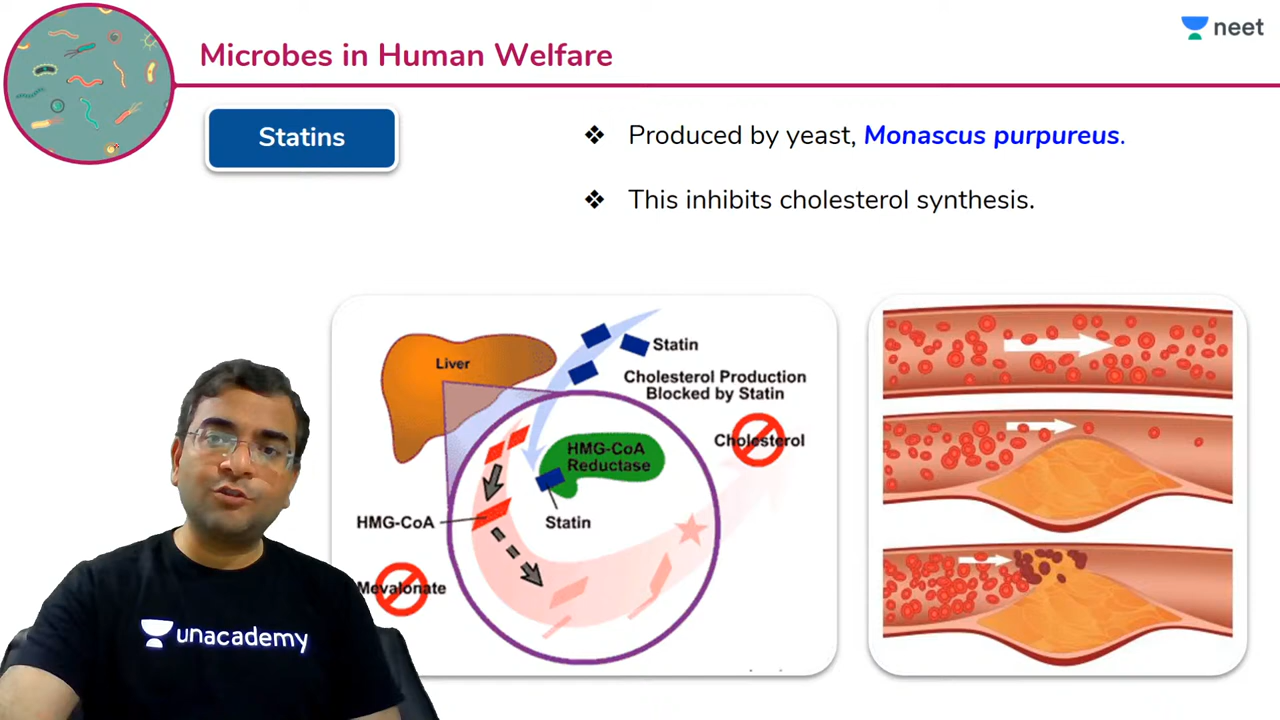 neet
Microbes in Human Welfare
Statins
❖ Produced by yeast, Monascus purpureus.
❖ This inhibits cholesterol synthesis.
Liver
Statin
Cholesterol Production
Blocked by Statin
Cholesterol
HMG-CoA
Reductase
HMG-CoA
Statin
Mevalonate
unacademy